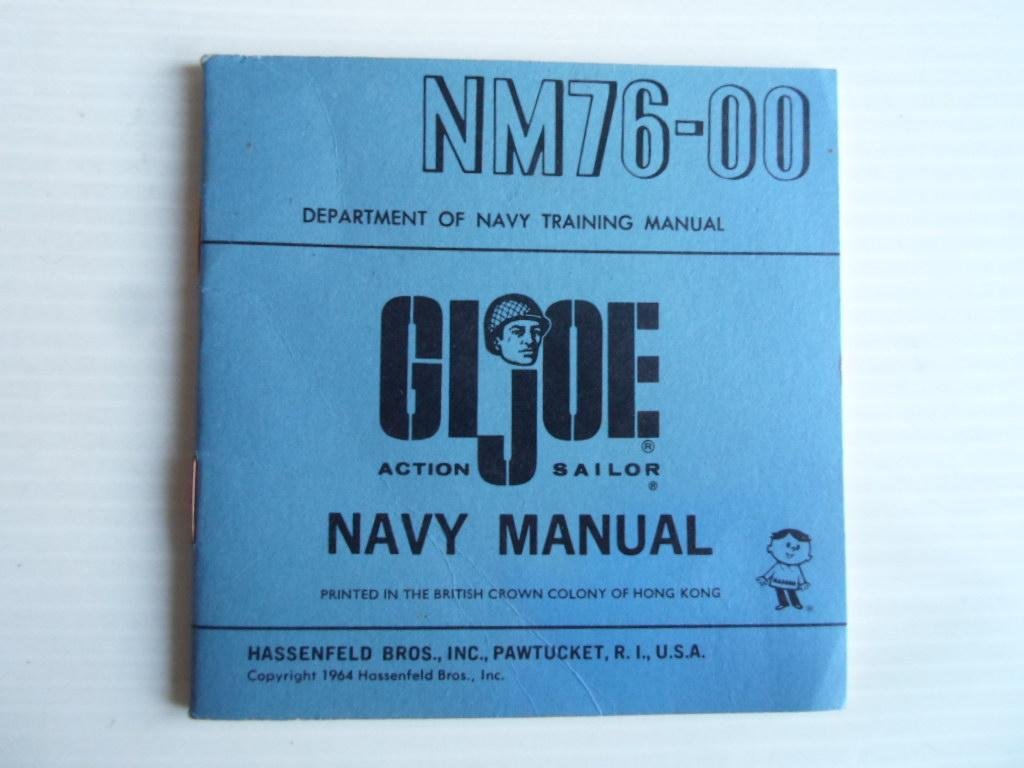 NM76-00
DEPARTMENT OF NAVY TRAINING MANUAL
GI JOE ®
ACTION SAILOR ®
NAVY MANUAL
PRINTED IN THE BRITISH CROWN COLONY OF HONG KONG
HASSENFELD BROS., INC., PAWTUCKET, R. I., U.S.A.
Copyright 1964 Hassenfeld Bros., Inc.